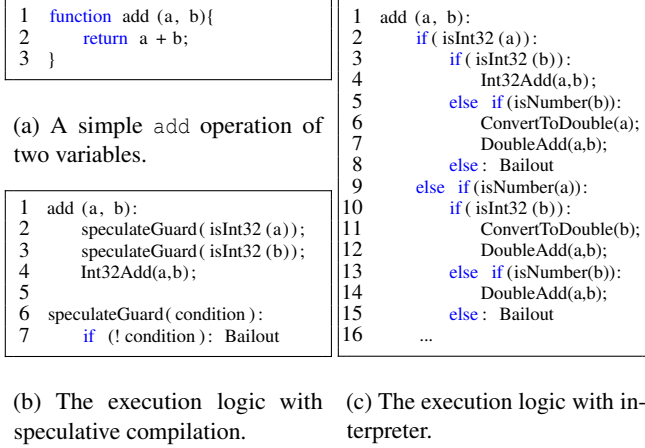 1 function add (a, b){
2 return a + b;
3 }
(a) A simple add operation of
two variables.
1 add (a, b):
2 speculateGuard(isInt32(a));
3 speculateGuard(isInt32(b));
4 Int32Add(a,b);
5
6 speculateGuard(condition):
7 if (!condition): Bailout
(b) The execution logic with
speculative compilation.
1 add (a, b):
2 if(isInt32(a)):
3 if(isInt32(b)):
4 Int32Add(a,b);
5 else if(isNumber(b)):
6 ConvertToDouble(a);
7 DoubleAdd(a,b);
8 else: Bailout
9 else if(isNumber(a)):
10 if(isInt32(b)):
11 ConvertToDouble(b);
12 DoubleAdd(a,b);
13 else if(isNumber(b)):
14 DoubleAdd(a,b);
15 else: Bailout
16 ...
(c) The execution logic with in-
terpreter.